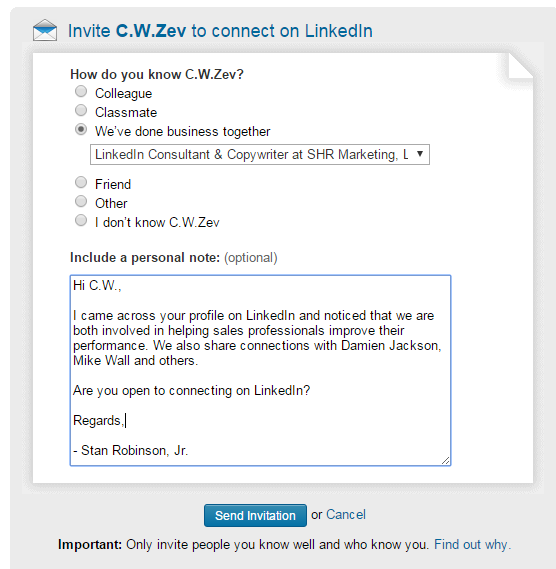 Invite C.W.Zev to connect on LinkedIn
How do you know C.W.Zev?
Colleague
Classmate
We've done business together
LinkedIn Consultant & Copywriter at SHR Marketing, L
Friend
Other
I don't know C.W.Zev
Include a personal note: (optional)
Hi C.W.,
I came across your profile on LinkedIn and noticed that we are
both involved in helping sales professionals improve their
performance. We also share connections with Damien Jackson,
Mike Wall and others.
Are you open to connecting on LinkedIn?
Regards,
- Stan Robinson, Jr.
Send Invitation or Cancel
Important: Only invite people you know well and who know you. Find out why.